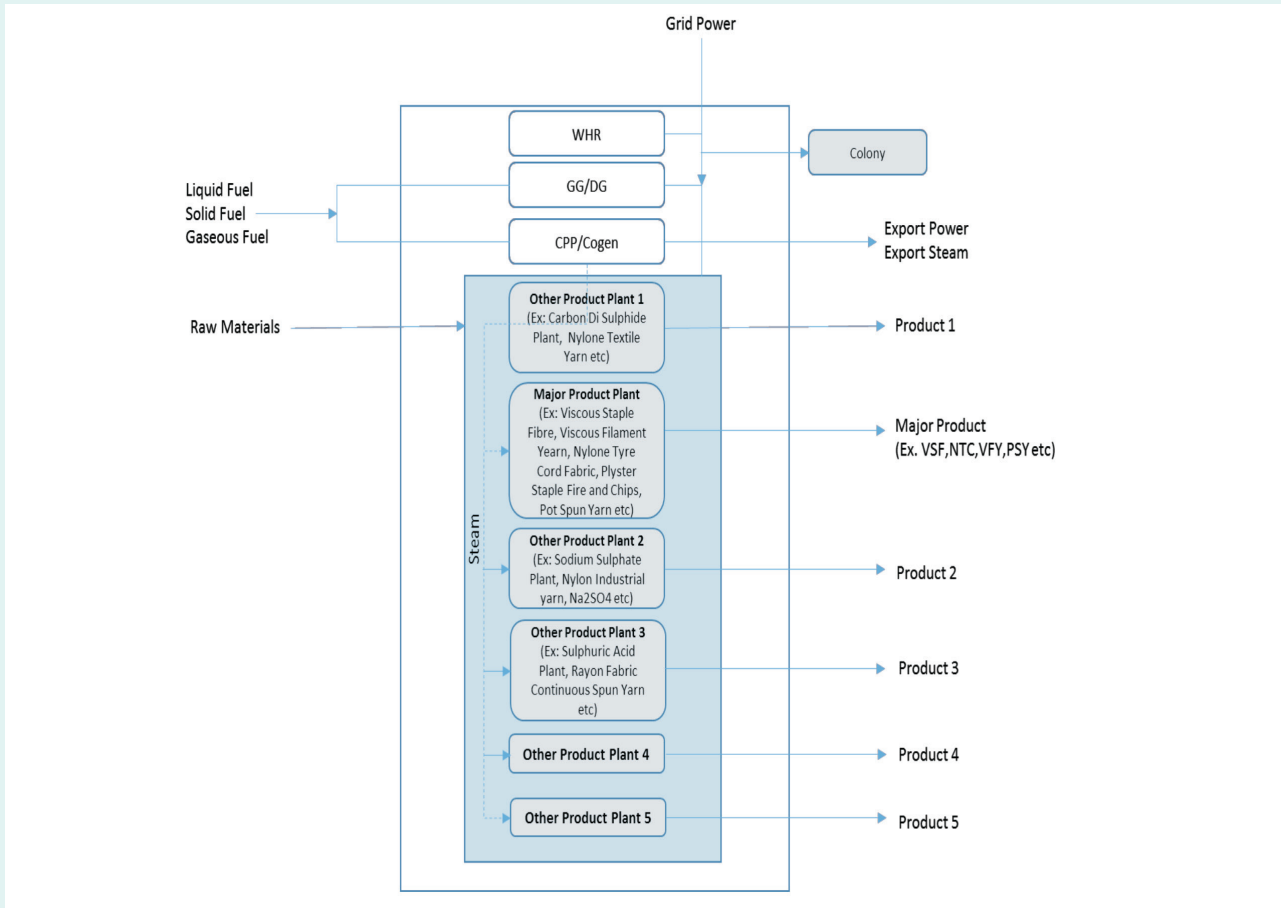 Grid Power
WHR
Colony
GG/DG
Liquid Fuel
Solid Fuel
Gaseous Fuel
CPP/Cogen
Export Power
Export Steam
Raw Materials
Other Product Plant 1
(Ex: Carbon Di Sulphide
Plant, Nylone Textile
Yarn etc)
Product 1
Major Product Plant
(Ex: Viscous Staple
Fibre, Viscous Filament
Yearn, Nylone Tyre
Cord Fabric, Plyster
Staple Fire and Chips,
Pot Spun Yarn etc)
Major Product
(Ex. VSF,NTC,VFY,PSY etc)
Steam
Other Product Plant 2
(Ex: Sodium Sulphate
Plant, Nylon Industrial
yarn, Na2SO4 etc)
Product 2
Other Product Plant 3
(Ex: Sulphuric Acid
Plant, Rayon Fabric
Continuous Spun Yarn
etc)
Product 3
Other Product Plant 4
Product 4
Other Product Plant 5
Product 5